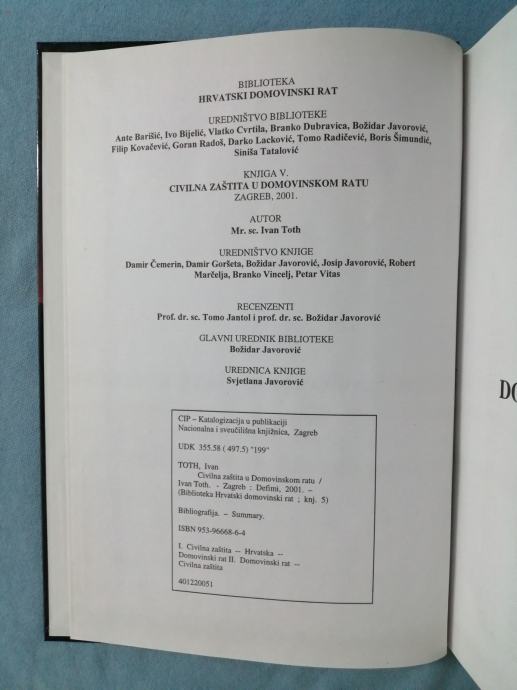 BIBLIOTEKA
HRVATSKI DOMOVINSKI RAT
UREDNIŠTVO BIBLIOTEKE
Ante Barišić, Ivo Bijelić, Vlatko Cvrtila, Branko Dubravica, Božidar Javorović,
Filip Kovačević, Goran Radoš, Darko Lacković, Tomo Radičević, Boris Šimundić,
Siniša Tatalović
KNJIGA V.
CIVILNA ZAŠTITA U DOMOVINSKOM RATU
ZAGREB, 2001.
AUTOR
Mr. sc. Ivan Toth
UREDNIŠTVO KNJIGE
Damir Čemerin, Damir Goršeta, Božidar Javorović, Josip Javorović, Robert
Marčelja, Branko Vincelj, Petar Vitas
RECENZENTI
Prof. dr. sc. Tomo Jantol i prof. dr. sc. Božidar Javorović
GLAVNI UREDNIK BIBLIOTEKE
Božidar Javorović
UREDNICA KNJIGE
Svjetlana Javorović
CIP – Katalogizacija u publikaciji
Nacionalna i sveučilišna knjižnica, Zagreb
UDK 355.58 ( 497.5) "199"
TOTH, Ivan
Civilna zaštita u Domovinskom ratu /
Ivan Toth. - Zagreb : Defimi, 2001. –
(Biblioteka Hrvatski domovinski rat ; knj. 5)
Bibliografija. – Summary.
ISBN 953-96668-6-4
I. Civilna zaštita -- Hrvatska --
Domovinski rat II. Domovinski rat --
Civilna zaštita
401220051
DO